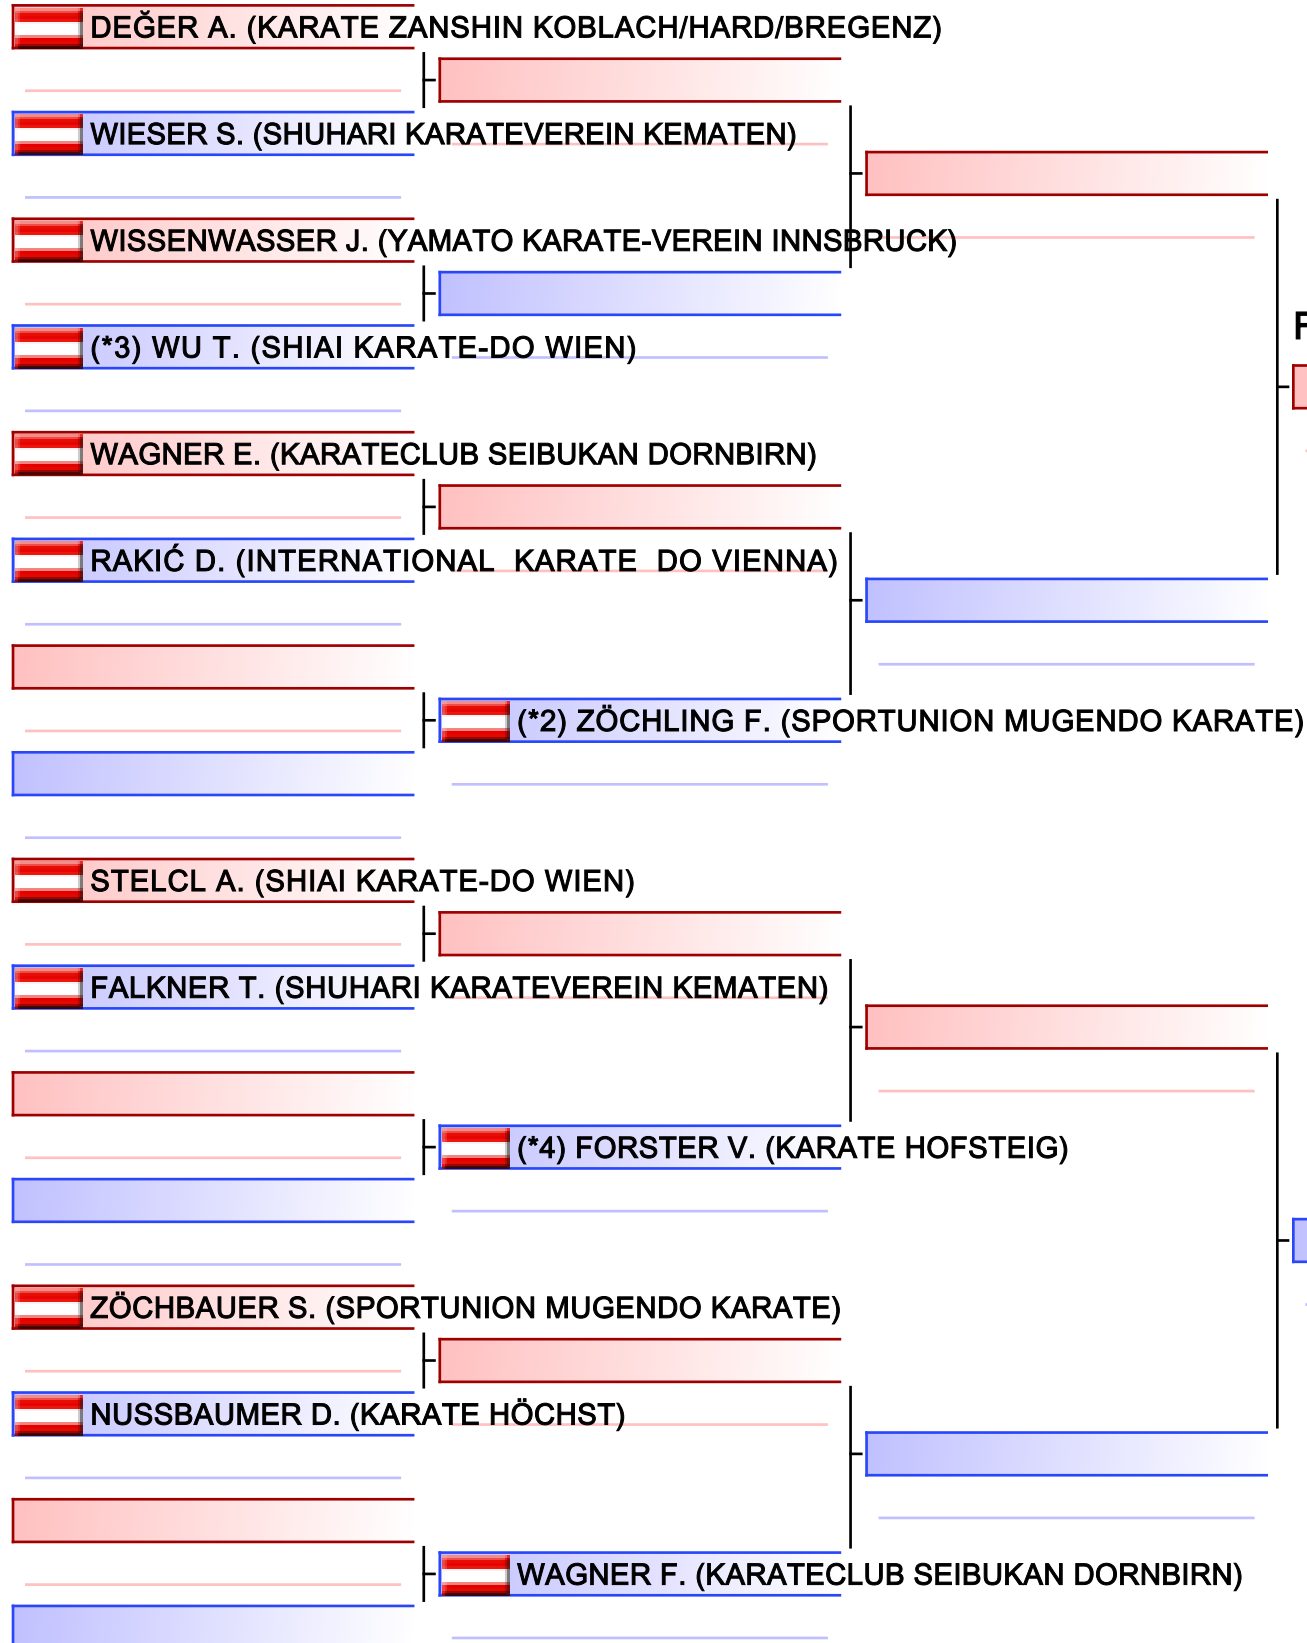 DEĞER A. (KARATE ZANSHIN KOBLACH/HARD/BREGENZ)
WIESER S. (SHUHARI KARATEVEREIN KEMATEN)
WISSENWASSER J. (YAMATO KARATE-VEREIN INNSBRUCK)
(*3) WU T. (SHIAI KARATE-DO WIEN)
WAGNER E. (KARATECLUB SEIBUKAN DORNBIRN)
RAKIĆ D. (INTERNATIONAL  KARATE  DO VIENNA)
(*2) ZÖCHLING F. (SPORTUNION MUGENDO KARATE)
STELCL A. (SHIAI KARATE-DO WIEN)
FALKNER T. (SHUHARI KARATEVEREIN KEMATEN)
(*4) FORSTER V. (KARATE HOFSTEIG)
ZÖCHBAUER S. (SPORTUNION MUGENDO KARATE)
NUSSBAUMER D. (KARATE HÖCHST)
WAGNER F. (KARATECLUB SEIBUKAN DORNBIRN)